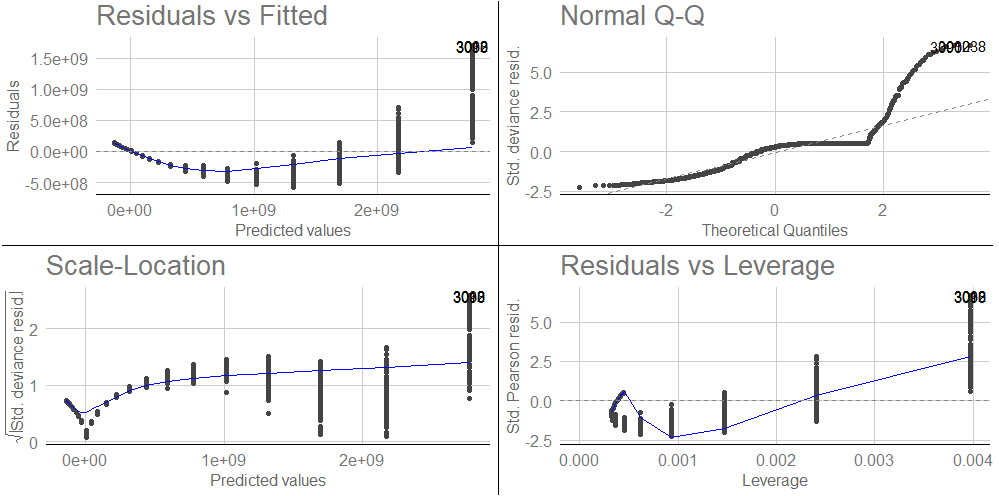 Residuals vs Fitted
1.5e+09
1.0e+09
5.0e+08
0.0e+00
-5.0e+08
Residuals
0e+00
1e+09
2e+09
Predicted values
Normal Q-Q
5.0
2.5
0.0
-2.5
Std. deviance resid.
-2
0
2
Theoretical Quantiles
Scale-Location
2
1
0
√|Std. deviance resid.|
0e+00
1e+09
2e+09
Predicted values
Residuals vs Leverage
5.0
2.5
0.0
-2.5
Std. Pearson resid.
0.000
0.001
0.002
0.003
0.004
Leverage